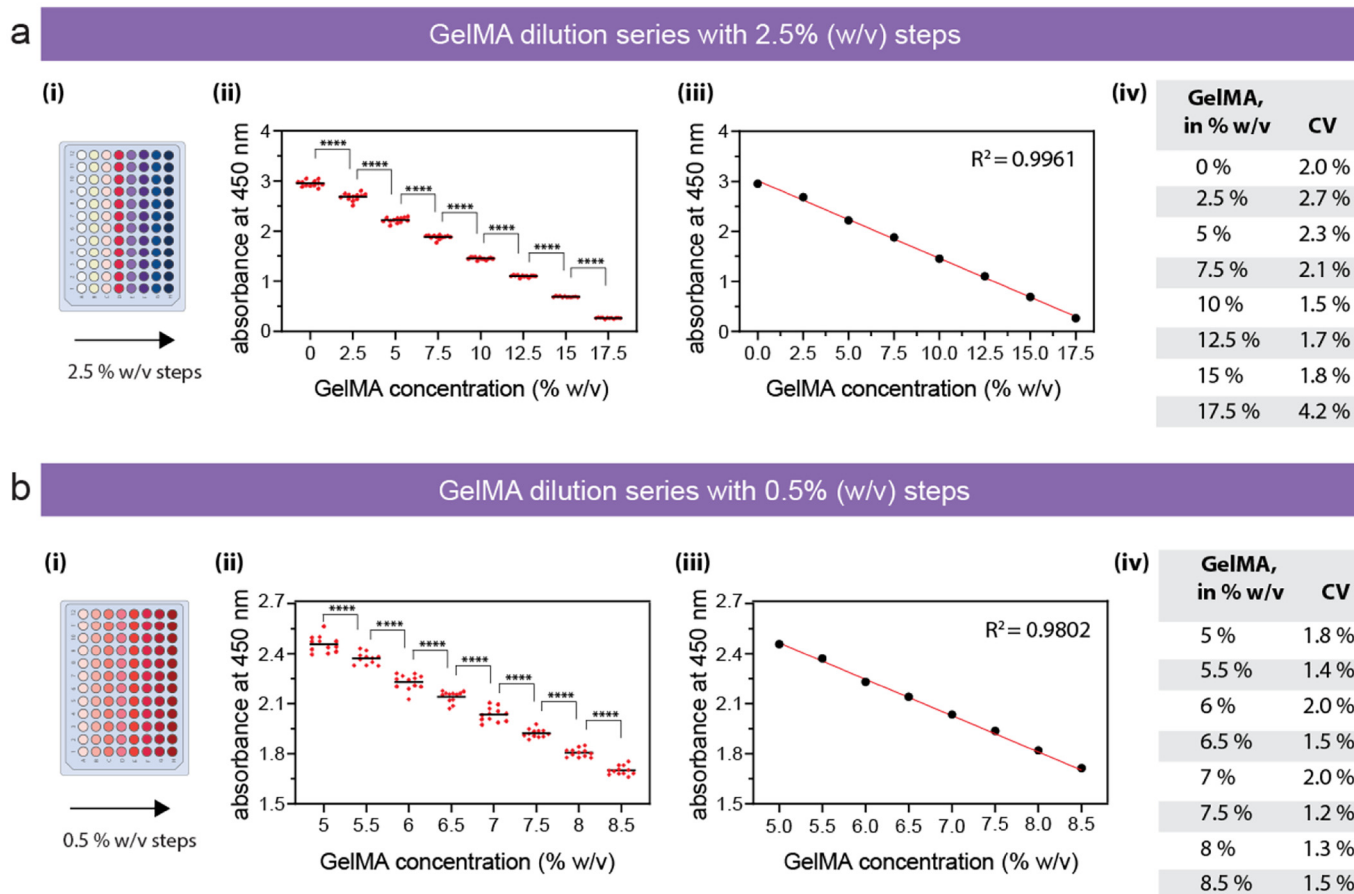 a
GelMA dilution series with 2.5% (w/v) steps
(i)
2.5 % w/v steps
(ii)
absorbance at 450 nm
4
3
2
1
0
**** **** **** **** **** **** ****
0 2.5 5 7.5 10 12.5 15 17.5
GelMA concentration (% w/v)
(iii)
absorbance at 450 nm
4
3
2
1
0
R² = 0.9961
0.0 2.5 5.0 7.5 10.0 12.5 15.0 17.5
GelMA concentration (% w/v)
(iv)
GelMA,
in % w/v CV
0 % 2.0 %
2.5 % 2.7 %
5 % 2.3 %
7.5 % 2.1 %
10 % 1.5 %
12.5 % 1.7 %
15 % 1.8 %
17.5 % 4.2 %
b
GelMA dilution series with 0.5% (w/v) steps
(i)
0.5 % w/v steps
(ii)
absorbance at 450 nm
2.7
2.4
2.1
1.8
1.5
**** **** **** **** **** **** ****
5 5.5 6 6.5 7 7.5 8 8.5
GelMA concentration (% w/v)
(iii)
absorbance at 450 nm
2.7
2.4
2.1
1.8
1.5
R² = 0.9802
5.0 5.5 6.0 6.5 7.0 7.5 8.0 8.5
GelMA concentration (% w/v)
(iv)
GelMA,
in % w/v CV
5 % 1.8 %
5.5 % 1.4 %
6 % 2.0 %
6.5 % 1.5 %
7 % 2.0 %
7.5 % 1.2 %
8 % 1.3 %
8.5 % 1.5 %